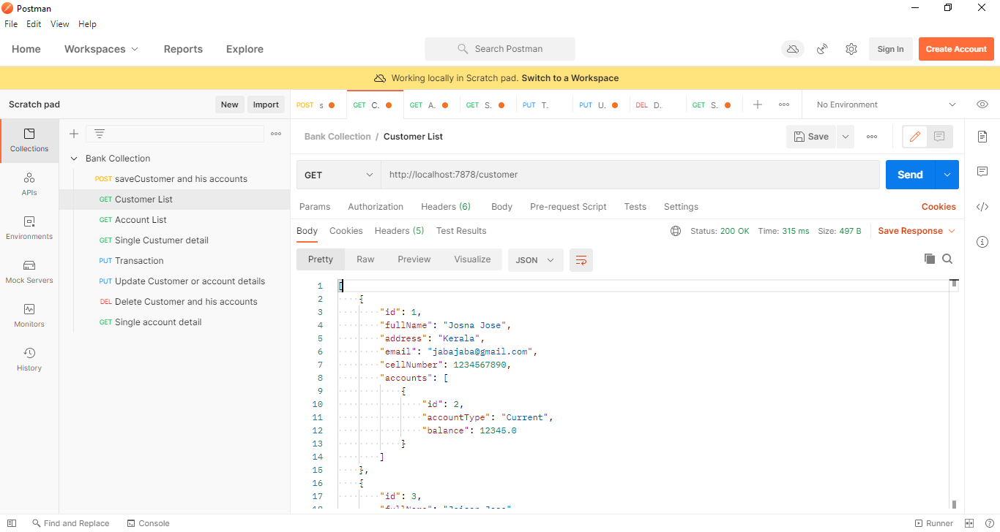 Postman
File Edit View Help
Home Workspaces Reports Explore Search Postman Sign In Create Account
Working locally in Scratch pad. Switch to a Workspace
Scratch pad New Import
POST s GET C. GET A. GET S. PUT T. PUT U. DEL D.. GET S. No Environment
Collections
APIs
Environments
Mock Servers
Monitors
History
Bank Collection
POST saveCustomer and his accounts
GET Customer List
GET Account List
GET Single Custumer detail
PUT Transaction
PUT Update Customer or account details
DEL Delete Customer and his accounts
GET Single account detail
Bank Collection / Customer List Save
GET http://localhost:7878/customer Send
Params Authorization Headers (6) Body Pre-request Script Tests Settings Cookies
Body Cookies Headers (5) Test Results Status: 200 OK Time: 315 ms Size: 497 B Save Response
Pretty Raw Preview Visualize JSON
1 [
2 {
3 "id": 1,
4 "fullName": "Josna Jose",
5 "address": "Kerala",
6 "email": "jabajaba@gmail.com",
7 "cellNumber": 1234567890,
8 "accounts": [
9 {
10 "id": 2,
11 "accountType": "Current",
12 "balance": 12345.0
13 }
14 ]
15 },
16 {
17 "id": 3,
Find and Replace Console Runner